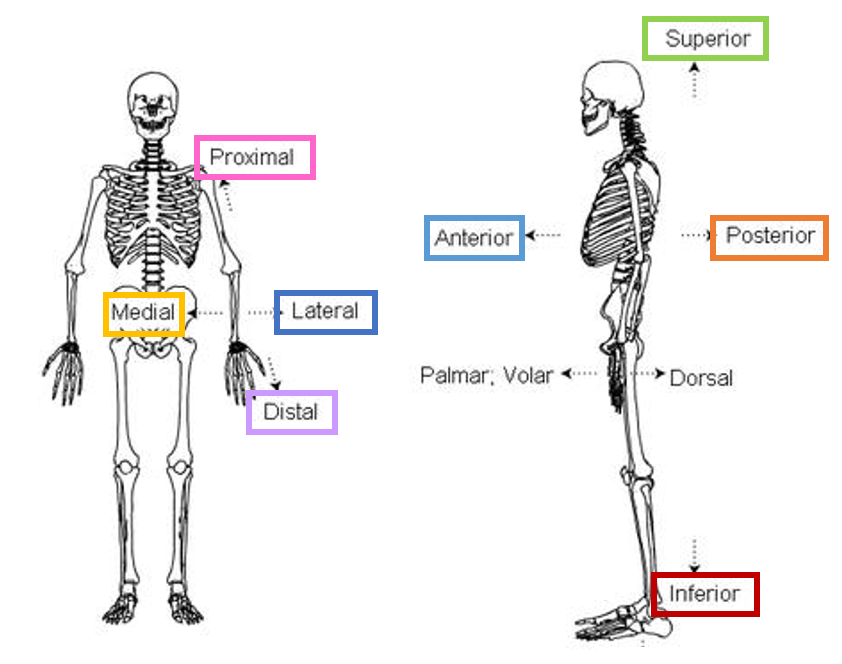 Superior
Proximal
Anterior
Posterior
Medial
Lateral
Palmar; Volar
Dorsal
Distal
Inferior